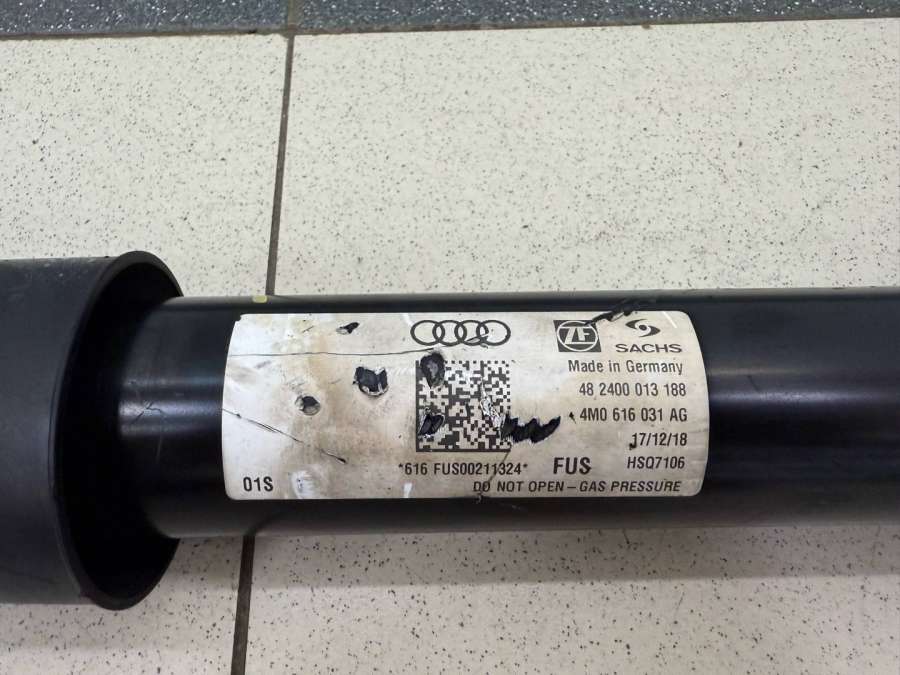 ZF
SACHS
Made in Germany
48 2400 013 188
4M0 616 031 AG
17/12/18
*616 FUS00211324*
FUS
HSQ7106
01S
DO NOT OPEN – GAS PRESSURE